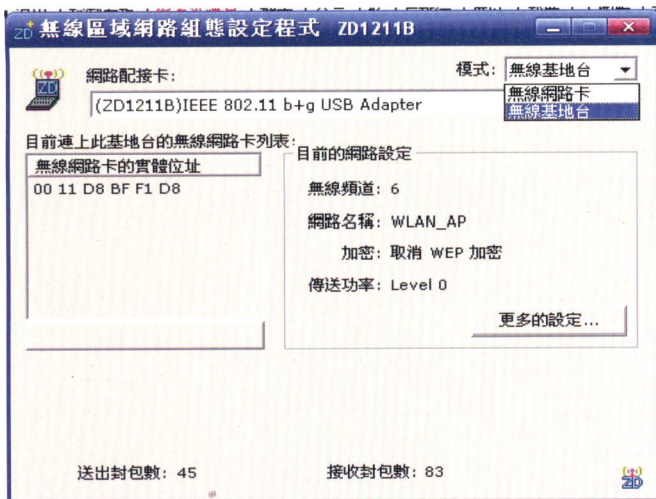 無線區域網路組態設定程式 ZD1211B
網路配接卡:
模式: 無線基地台
(ZD1211B)IEEE 802.11 b+g USB Adapter
無線網路卡
無線基地台
目前連上此基地台的無線網路卡列表:
無線網路卡的實體位址
00 11 D8 BF F1 D8
目前的網路設定
無線頻道: 6
網路名稱: WLAN_AP
加密: 取消 WEP 加密
傳送功率: Level 0
更多的設定...
送出封包數: 45
接收封包數: 83
ZD